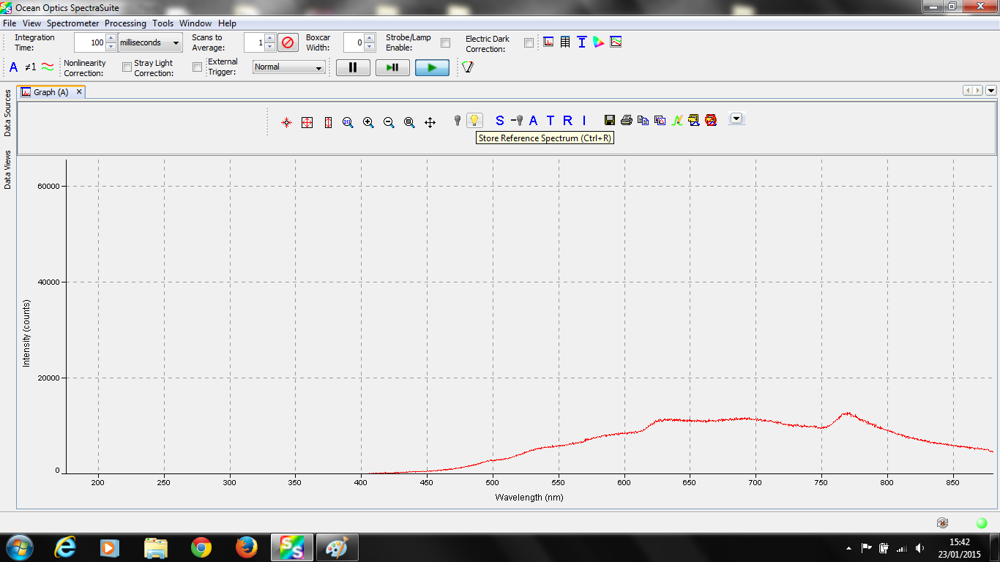 Ocean Optics SpectraSuite
File View Spectrometer Processing Tools Window Help
Integration Time: 100 milliseconds Scans to Average: 1 Boxcar Width: 0 Strobe/Lamp Enable: Electric Dark Correction:
A ≠1 Nonlinearity Correction: Stray Light Correction: External Trigger: Normal
Data Sources
Data Views
Graph (A)
S A T R I
Store Reference Spectrum (Ctrl+R)
60000
40000
20000
0
Intensity (counts)
200 250 300 350 400 450 500 550 600 650 700 750 800 850
Wavelength (nm)
SS
15:42
23/01/2015